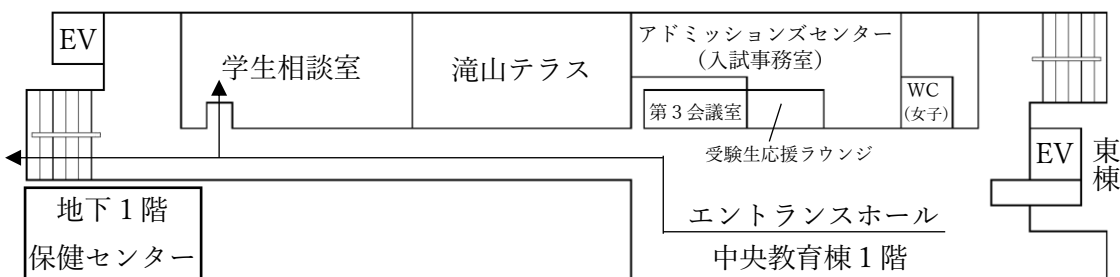 EV
学生相談室
滝山テラス
アドミッションズセンター
（入試事務室）
第３会議室
受験生応援ラウンジ
WC
(女子)
EV
東棟
地下１階
保健センター
エントランスホール
中央教育棟１階